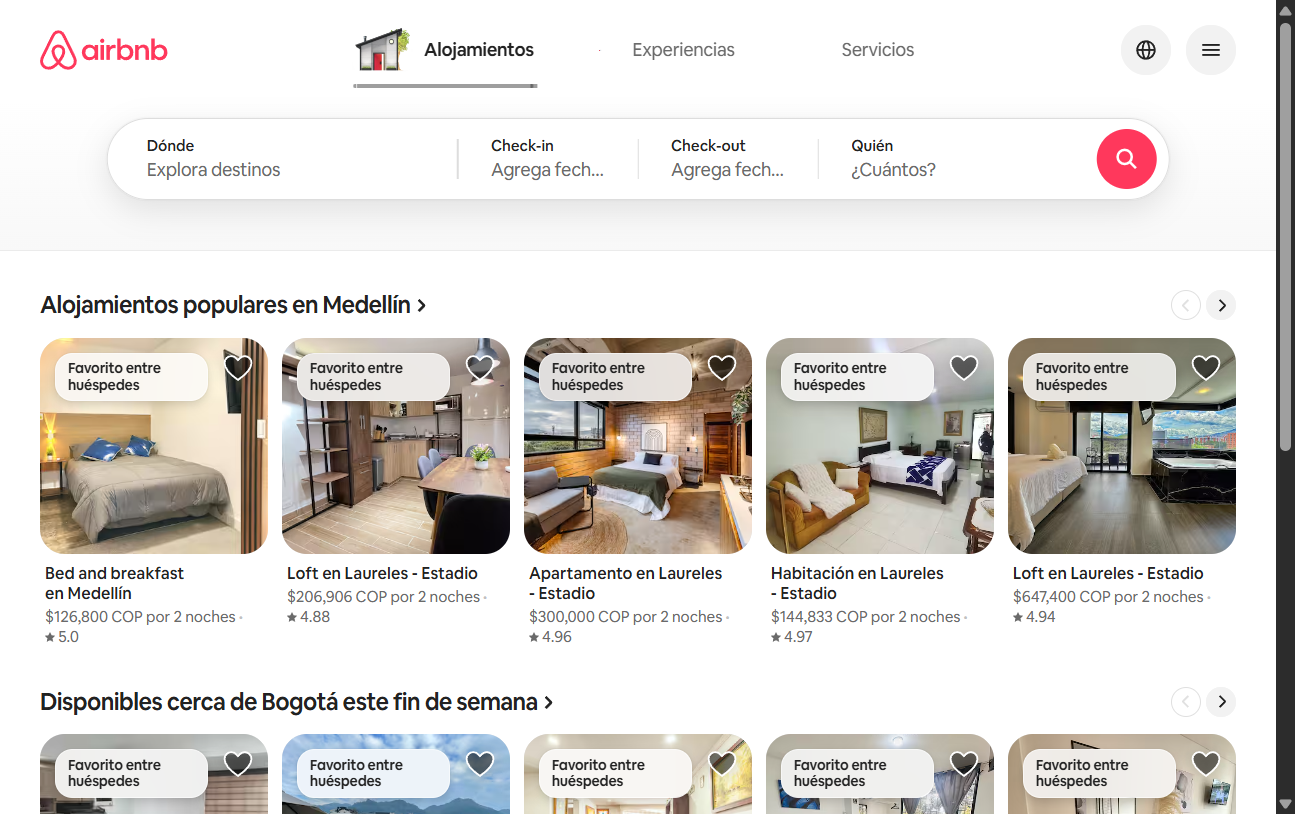 airbnb
Alojamientos
Experiencias
Servicios
Dónde
Explora destinos
Check-in
Agrega fech...
Check-out
Agrega fech...
Quién
¿Cuántos?
Alojamientos populares en Medellín
Favorito entre
huéspedes
Bed and breakfast
en Medellín
$126,800 COP por 2 noches ·
★ 5.0
Favorito entre
huéspedes
Loft en Laureles - Estadio
$206,906 COP por 2 noches ·
★ 4.88
Favorito entre
huéspedes
Apartamento en Laureles
- Estadio
$300,000 COP por 2 noches ·
★ 4.96
Favorito entre
huéspedes
Habitación en Laureles
- Estadio
$144,833 COP por 2 noches ·
★ 4.97
Favorito entre
huéspedes
Loft en Laureles - Estadio
$647,400 COP por 2 noches ·
★ 4.94
Disponibles cerca de Bogotá este fin de semana
Favorito entre
huéspedes
Favorito entre
huéspedes
Favorito entre
huéspedes
Favorito entre
huéspedes
Favorito entre
huéspedes